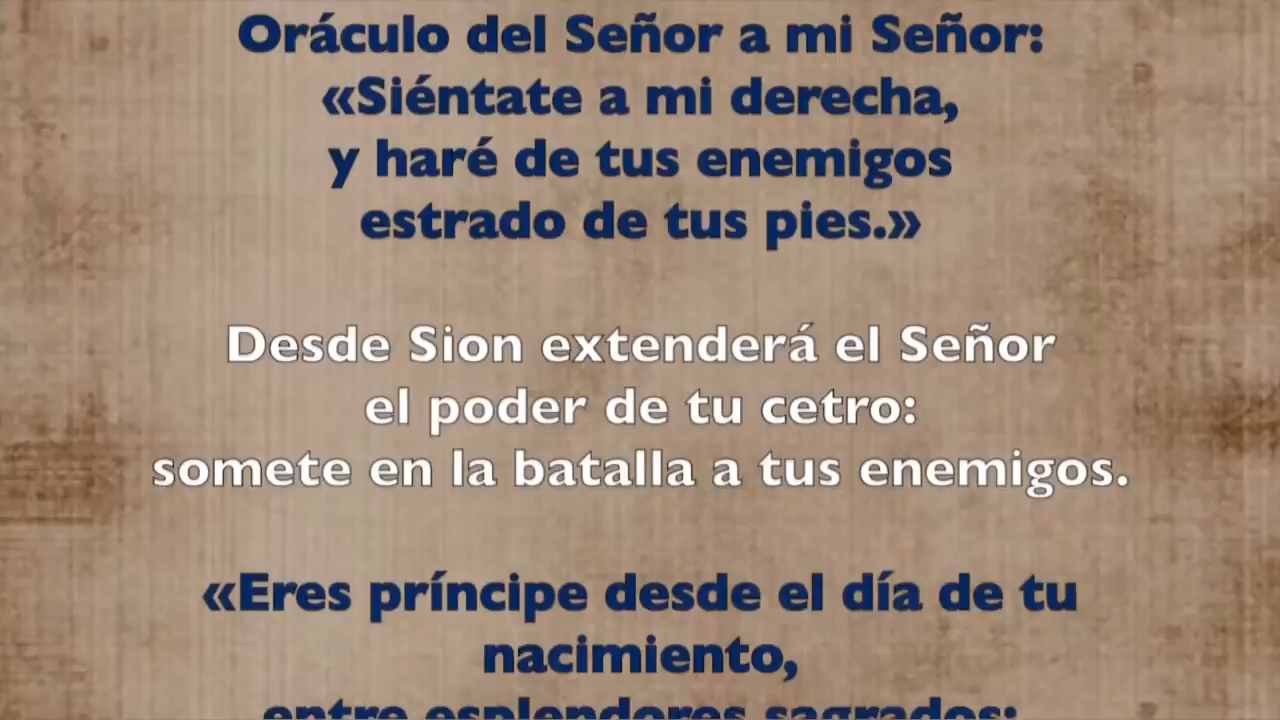 Oráculo del Señor a mi Señor:
«Siéntate a mi derecha,
y haré de tus enemigos
estrado de tus pies.»
Desde Sion extenderá el Señor
el poder de tu cetro:
somete en la batalla a tus enemigos.
«Eres príncipe desde el día de tu
nacimiento,
entre esplendores sagrados;